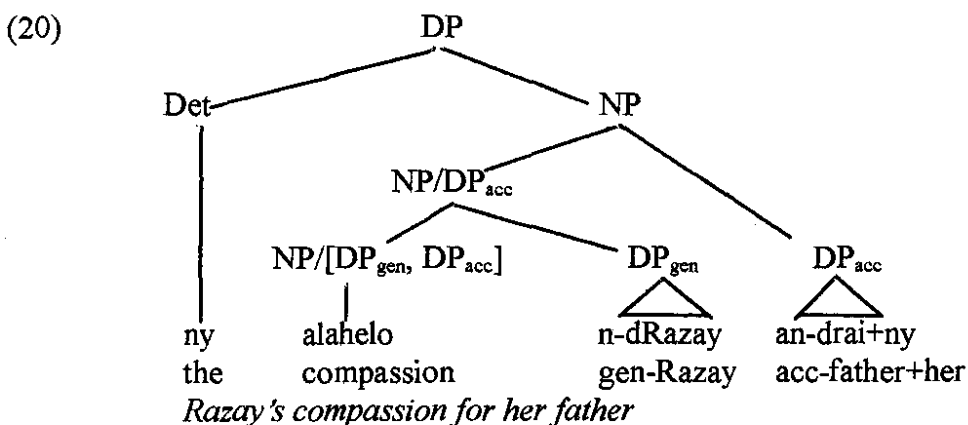 (20) DP
Det NP
NP/DPacc
NP/[DPgen, DPacc] DPgen DPacc
ny alahelo n-dRazay an-drai+ny
the compassion gen-Razay acc-father+her
Razay's compassion for her father